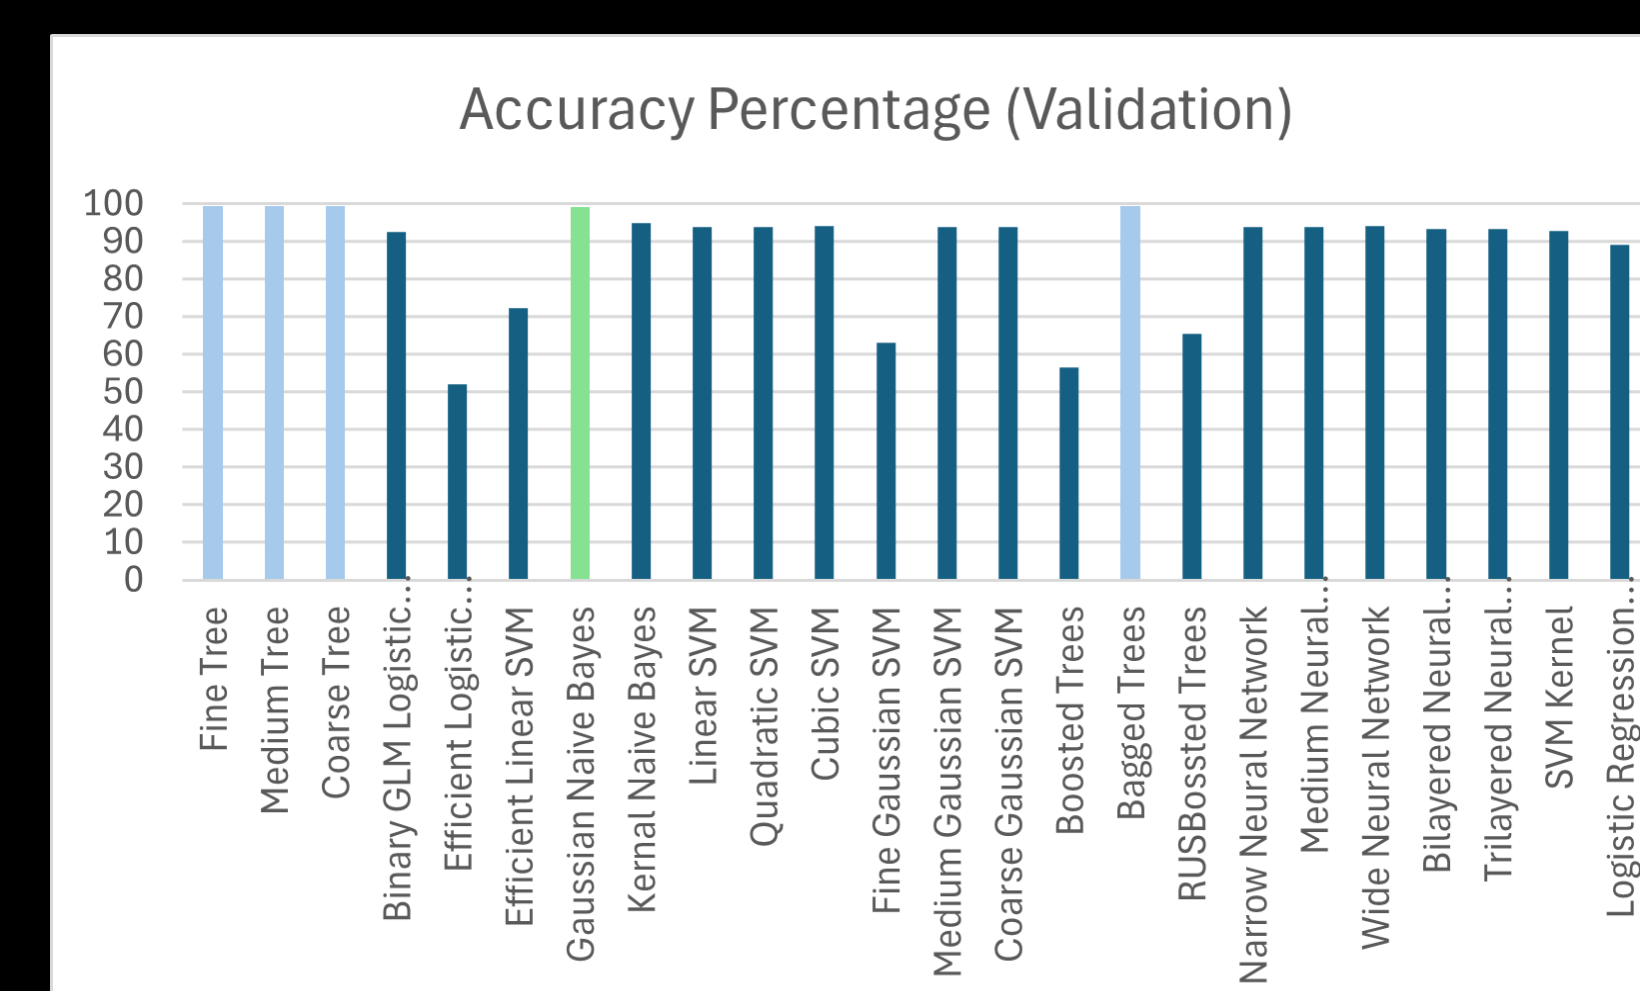 Accuracy Percentage (Validation)
100
90
80
70
60
50
40
30
20
10
0
Fine Tree
Medium Tree
Coarse Tree
Binary GLM Logistic...
Efficient Logistic...
Efficient Linear SVM
Gaussian Naive Bayes
Kernal Naive Bayes
Linear SVM
Quadratic SVM
Cubic SVM
Fine Gaussian SVM
Medium Gaussian SVM
Coarse Gaussian SVM
Boosted Trees
Bagged Trees
RUSBossted Trees
Narrow Neural Network
Medium Neural...
Wide Neural Network
Bilayered Neural...
Trilayered Neural...
SVM Kernel
Logistic Regression...